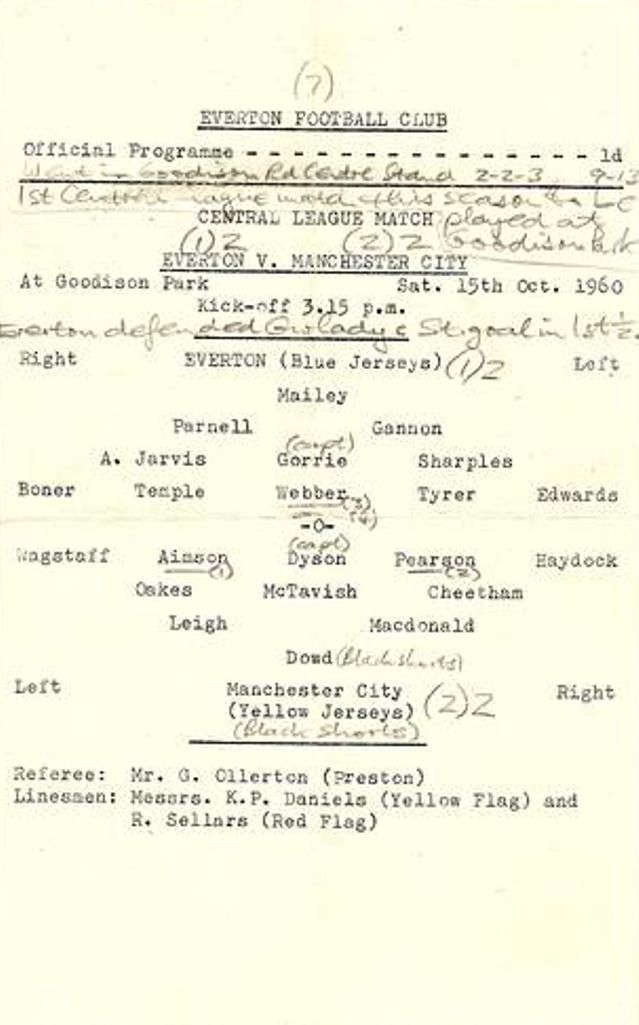 (7)
EVERTON FOOTBALL CLUB
Official Programme - - - - - - - - - - - - - - - - 1d
Went in Goodison Rd Centre Stand 2-2-3 9-13
1st Central League match this season to be
CENTRAL LEAGUE MATCH played at
(1)2 (2)2 Goodison Pk
EVERTON V. MANCHESTER CITY
At Goodison Park Sat. 15th Oct. 1960
Kick-off 3.15 p.m.
Everton defended Gwladys St goal in 1st ½.
Right EVERTON (Blue Jerseys) (1)2 Left
Mailey
Parnell Gannon
(capt)
A. Jarvis Gorrie Sharples
Boner Temple Webber Tyrer Edwards
(3)
(4)
-O-
(capt)
Wagstaff Aimson Dyson Pearson Haydock
(1) (2)
Oakes McTavish Cheetham
Leigh Macdonald
Dowd (Black shorts)
Left Manchester City (2)2 Right
(Yellow Jerseys)
(Black Shorts)
Referee: Mr. G. Ollerton (Preston)
Linesmen: Messrs. K.P. Daniels (Yellow Flag) and
R. Sellars (Red Flag)